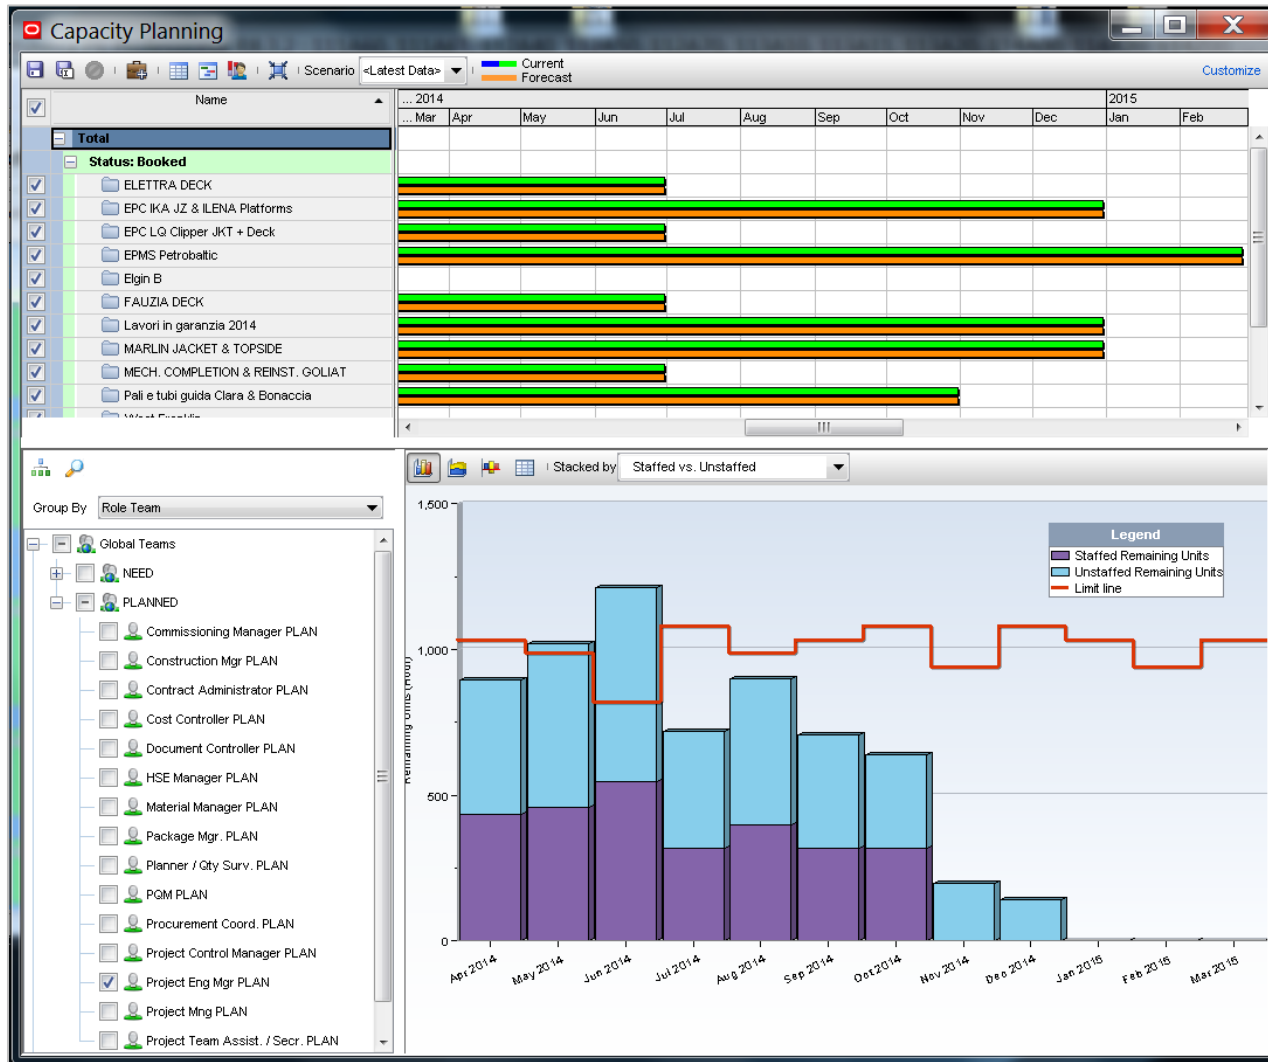 Capacity Planning
Scenario <Latest Data> Current
Forecast
Customize
Name
... 2014 2015
... Mar Apr May Jun Jul Aug Sep Oct Nov Dec Jan Feb
Total
Status: Booked
ELETTRA DECK
EPC IKA JZ & ILENA Platforms
EPC LQ Clipper JKT + Deck
EPMS Petrobaltic
Elgin B
FAUZIA DECK
Lavori in garanzia 2014
MARLIN JACKET & TOPSIDE
MECH. COMPLETION & REINST. GOLIAT
Pali e tubi guida Clara & Bonaccia
West Franklin
Group By Role Team
Global Teams
NEED
PLANNED
Commissioning Manager PLAN
Construction Mgr PLAN
Contract Administrator PLAN
Cost Controller PLAN
Document Controller PLAN
HSE Manager PLAN
Material Manager PLAN
Package Mgr. PLAN
Planner / Qty Surv. PLAN
PQM PLAN
Procurement Coord. PLAN
Project Control Manager PLAN
Project Eng Mgr PLAN
Project Mng PLAN
Project Team Assist. / Secr. PLAN
Stacked by Staffed vs. Unstaffed
Legend
Staffed Remaining Units
Unstaffed Remaining Units
Limit line
Remaining Units (Hour)
1,500
1,000
500
0
Apr 2014 May 2014 Jun 2014 Jul 2014 Aug 2014 Sep 2014 Oct 2014 Nov 2014 Dec 2014 Jan 2015 Feb 2015 Mar 2015